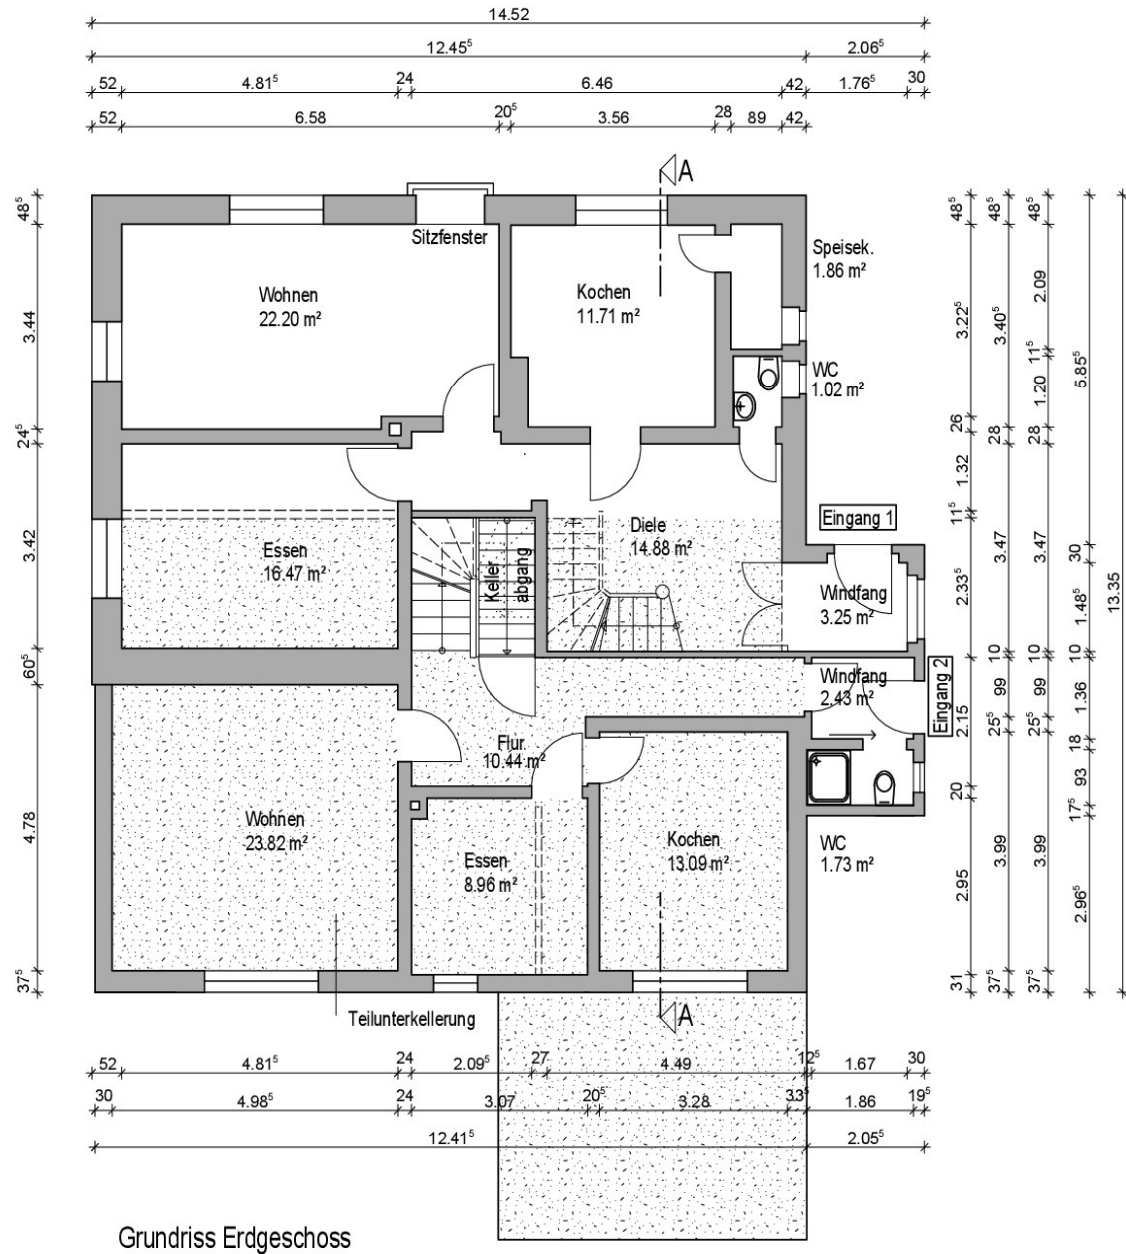 14.52
12.45⁵ 2.06⁵
52 4.81⁵ 24 6.46 42 1.76⁵ 30
52 6.58 20⁵ 3.56 28 89 42
A
48⁵ 3.44 24⁵ 3.42 60⁵ 4.78 37⁵
Sitzfenster
Wohnen
22.20 m²
Kochen
11.71 m²
Speisek.
1.86 m²
WC
1.02 m²
Essen
16.47 m²
Keller
abgang
Diele
14.88 m²
Eingang 1
Windfang
3.25 m²
Windfang
2.43 m²
Eingang 2
Flur
10.44 m²
Wohnen
23.82 m²
Essen
8.96 m²
Kochen
13.09 m²
WC
1.73 m²
48⁵ 3.22⁵ 26 1.32 11⁵ 2.33⁵ 10 2.15 20 2.95 31
48⁵ 3.40⁵ 28 3.47 10 99 25⁵ 3.99 37⁵
48⁵ 2.09 11⁵ 1.20 28 3.47 10 99 25⁵ 3.99 37⁵
5.85⁵ 30 1.48⁵ 10 1.36 18 93 17⁵ 2.96⁵
13.35
A
Teilunterkellerung
52 4.81⁵ 24 2.09⁵ 27 4.49 12⁵ 1.67 30
30 4.98⁵ 24 3.07 20⁵ 3.28 33⁵ 1.86 19⁵
12.41⁵ 2.05⁵
Grundriss Erdgeschoss